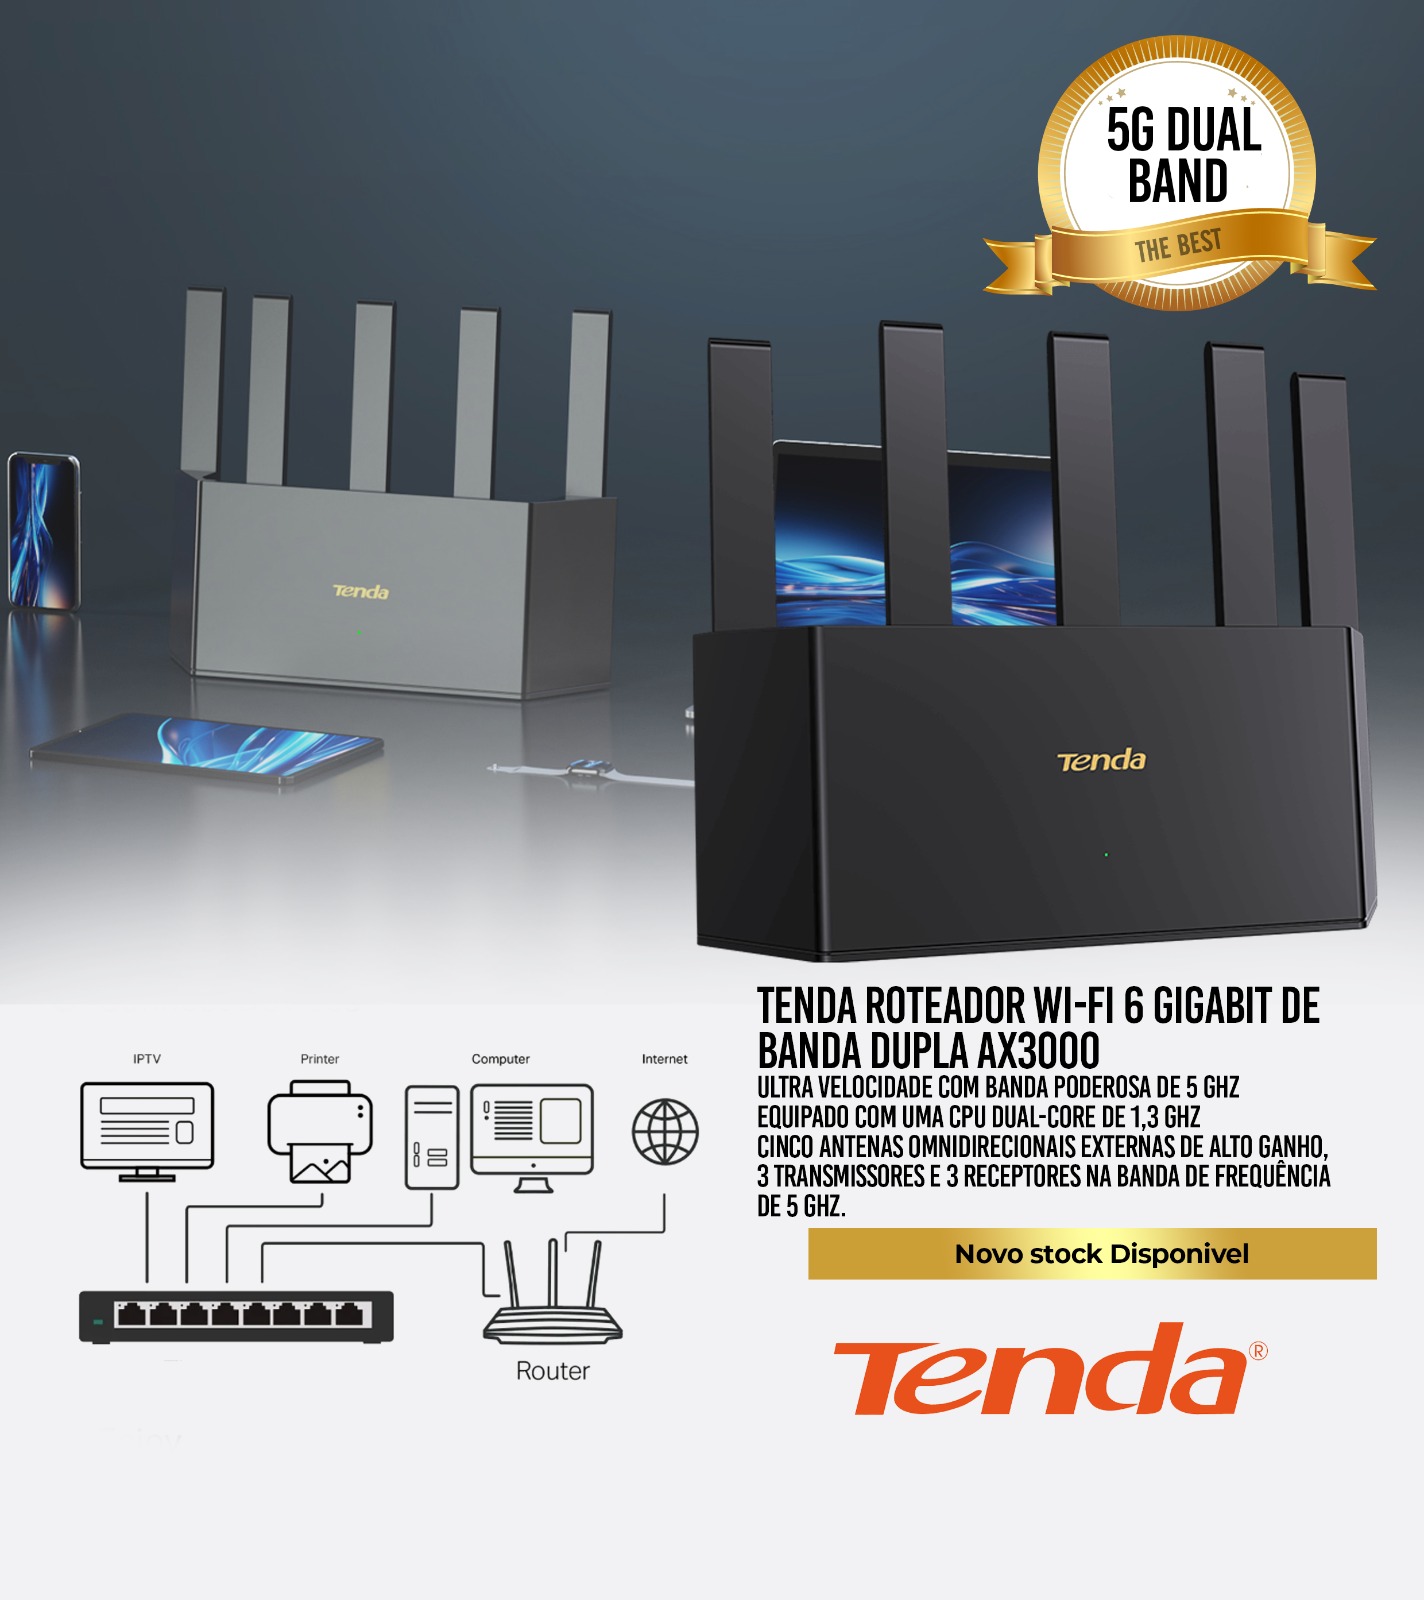 5G DUAL
BAND
THE BEST
Tenda
Tenda
TENDA ROTEADOR WI-FI 6 GIGABIT DE
BANDA DUPLA AX3000
ULTRA VELOCIDADE COM BANDA PODEROSA DE 5 GHZ
EQUIPADO COM UMA CPU DUAL-CORE DE 1,3 GHZ
CINCO ANTENAS OMNIDIRECIONAIS EXTERNAS DE ALTO GANHO,
3 TRANSMISSORES E 3 RECEPTORES NA BANDA DE FREQUÊNCIA
DE 5 GHZ.
IPTV
Printer
Computer
Internet
Router
Novo stock Disponivel
Tenda®